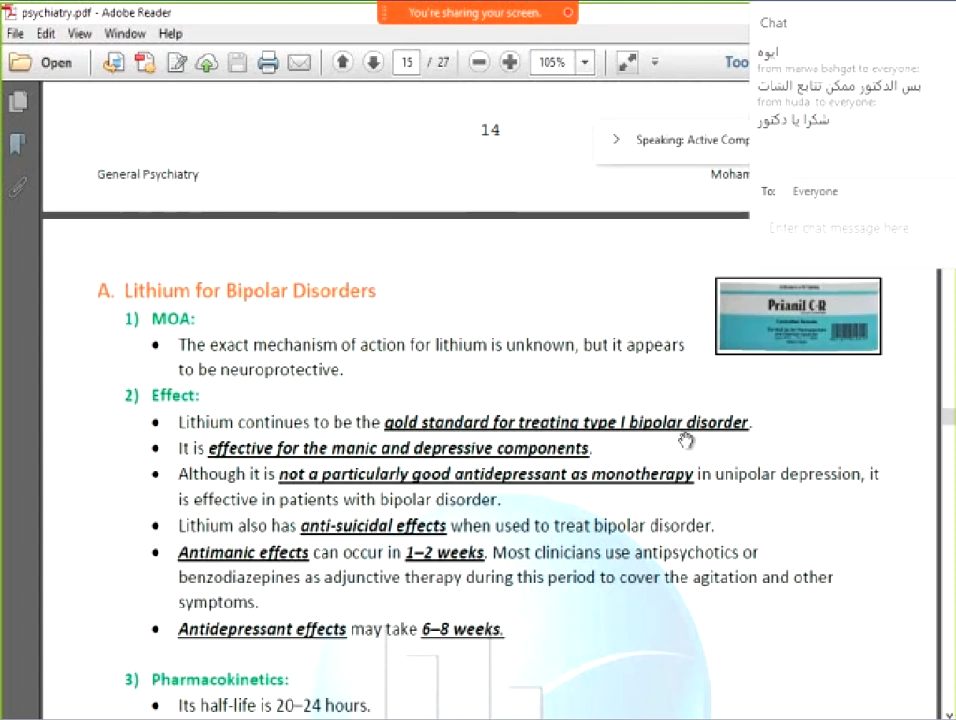 psychiatry.pdf - Adobe Reader
You're sharing your screen.
File Edit View Window Help
Open 15 / 27 105% Too
Chat
ايوه
from marwa bahgat to everyone:
بس الدكتور ممكن تتابع الشات
from huda to everyone:
شكرا يا دكتور
To: Everyone
Enter chat message here
14
Speaking: Active Comp
General Psychiatry Moham
A. Lithium for Bipolar Disorders
Prianil C-R
1) MOA:
• The exact mechanism of action for lithium is unknown, but it appears
to be neuroprotective.
2) Effect:
• Lithium continues to be the gold standard for treating type I bipolar disorder.
• It is effective for the manic and depressive components.
• Although it is not a particularly good antidepressant as monotherapy in unipolar depression, it
is effective in patients with bipolar disorder.
• Lithium also has anti-suicidal effects when used to treat bipolar disorder.
• Antimanic effects can occur in 1–2 weeks. Most clinicians use antipsychotics or
benzodiazepines as adjunctive therapy during this period to cover the agitation and other
symptoms.
• Antidepressant effects may take 6–8 weeks.
3) Pharmacokinetics:
• Its half-life is 20–24 hours.